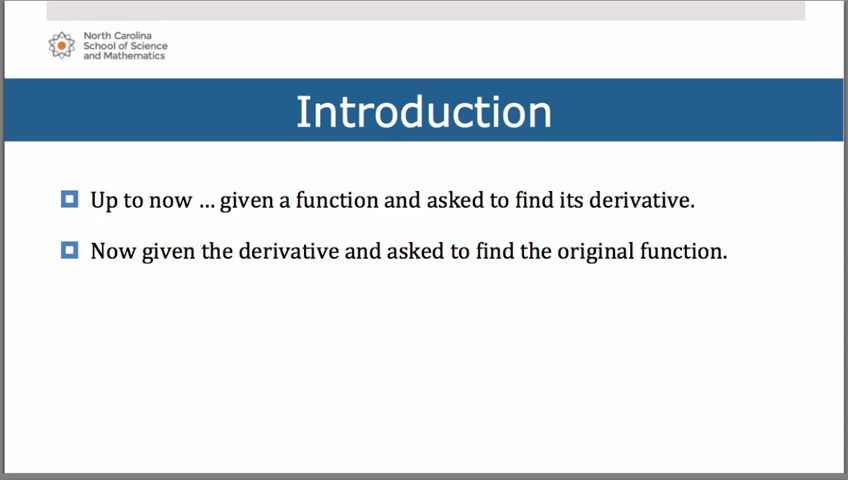 North Carolina
School of Science
and Mathematics
Introduction
Up to now ... given a function and asked to find its derivative.
Now given the derivative and asked to find the original function.